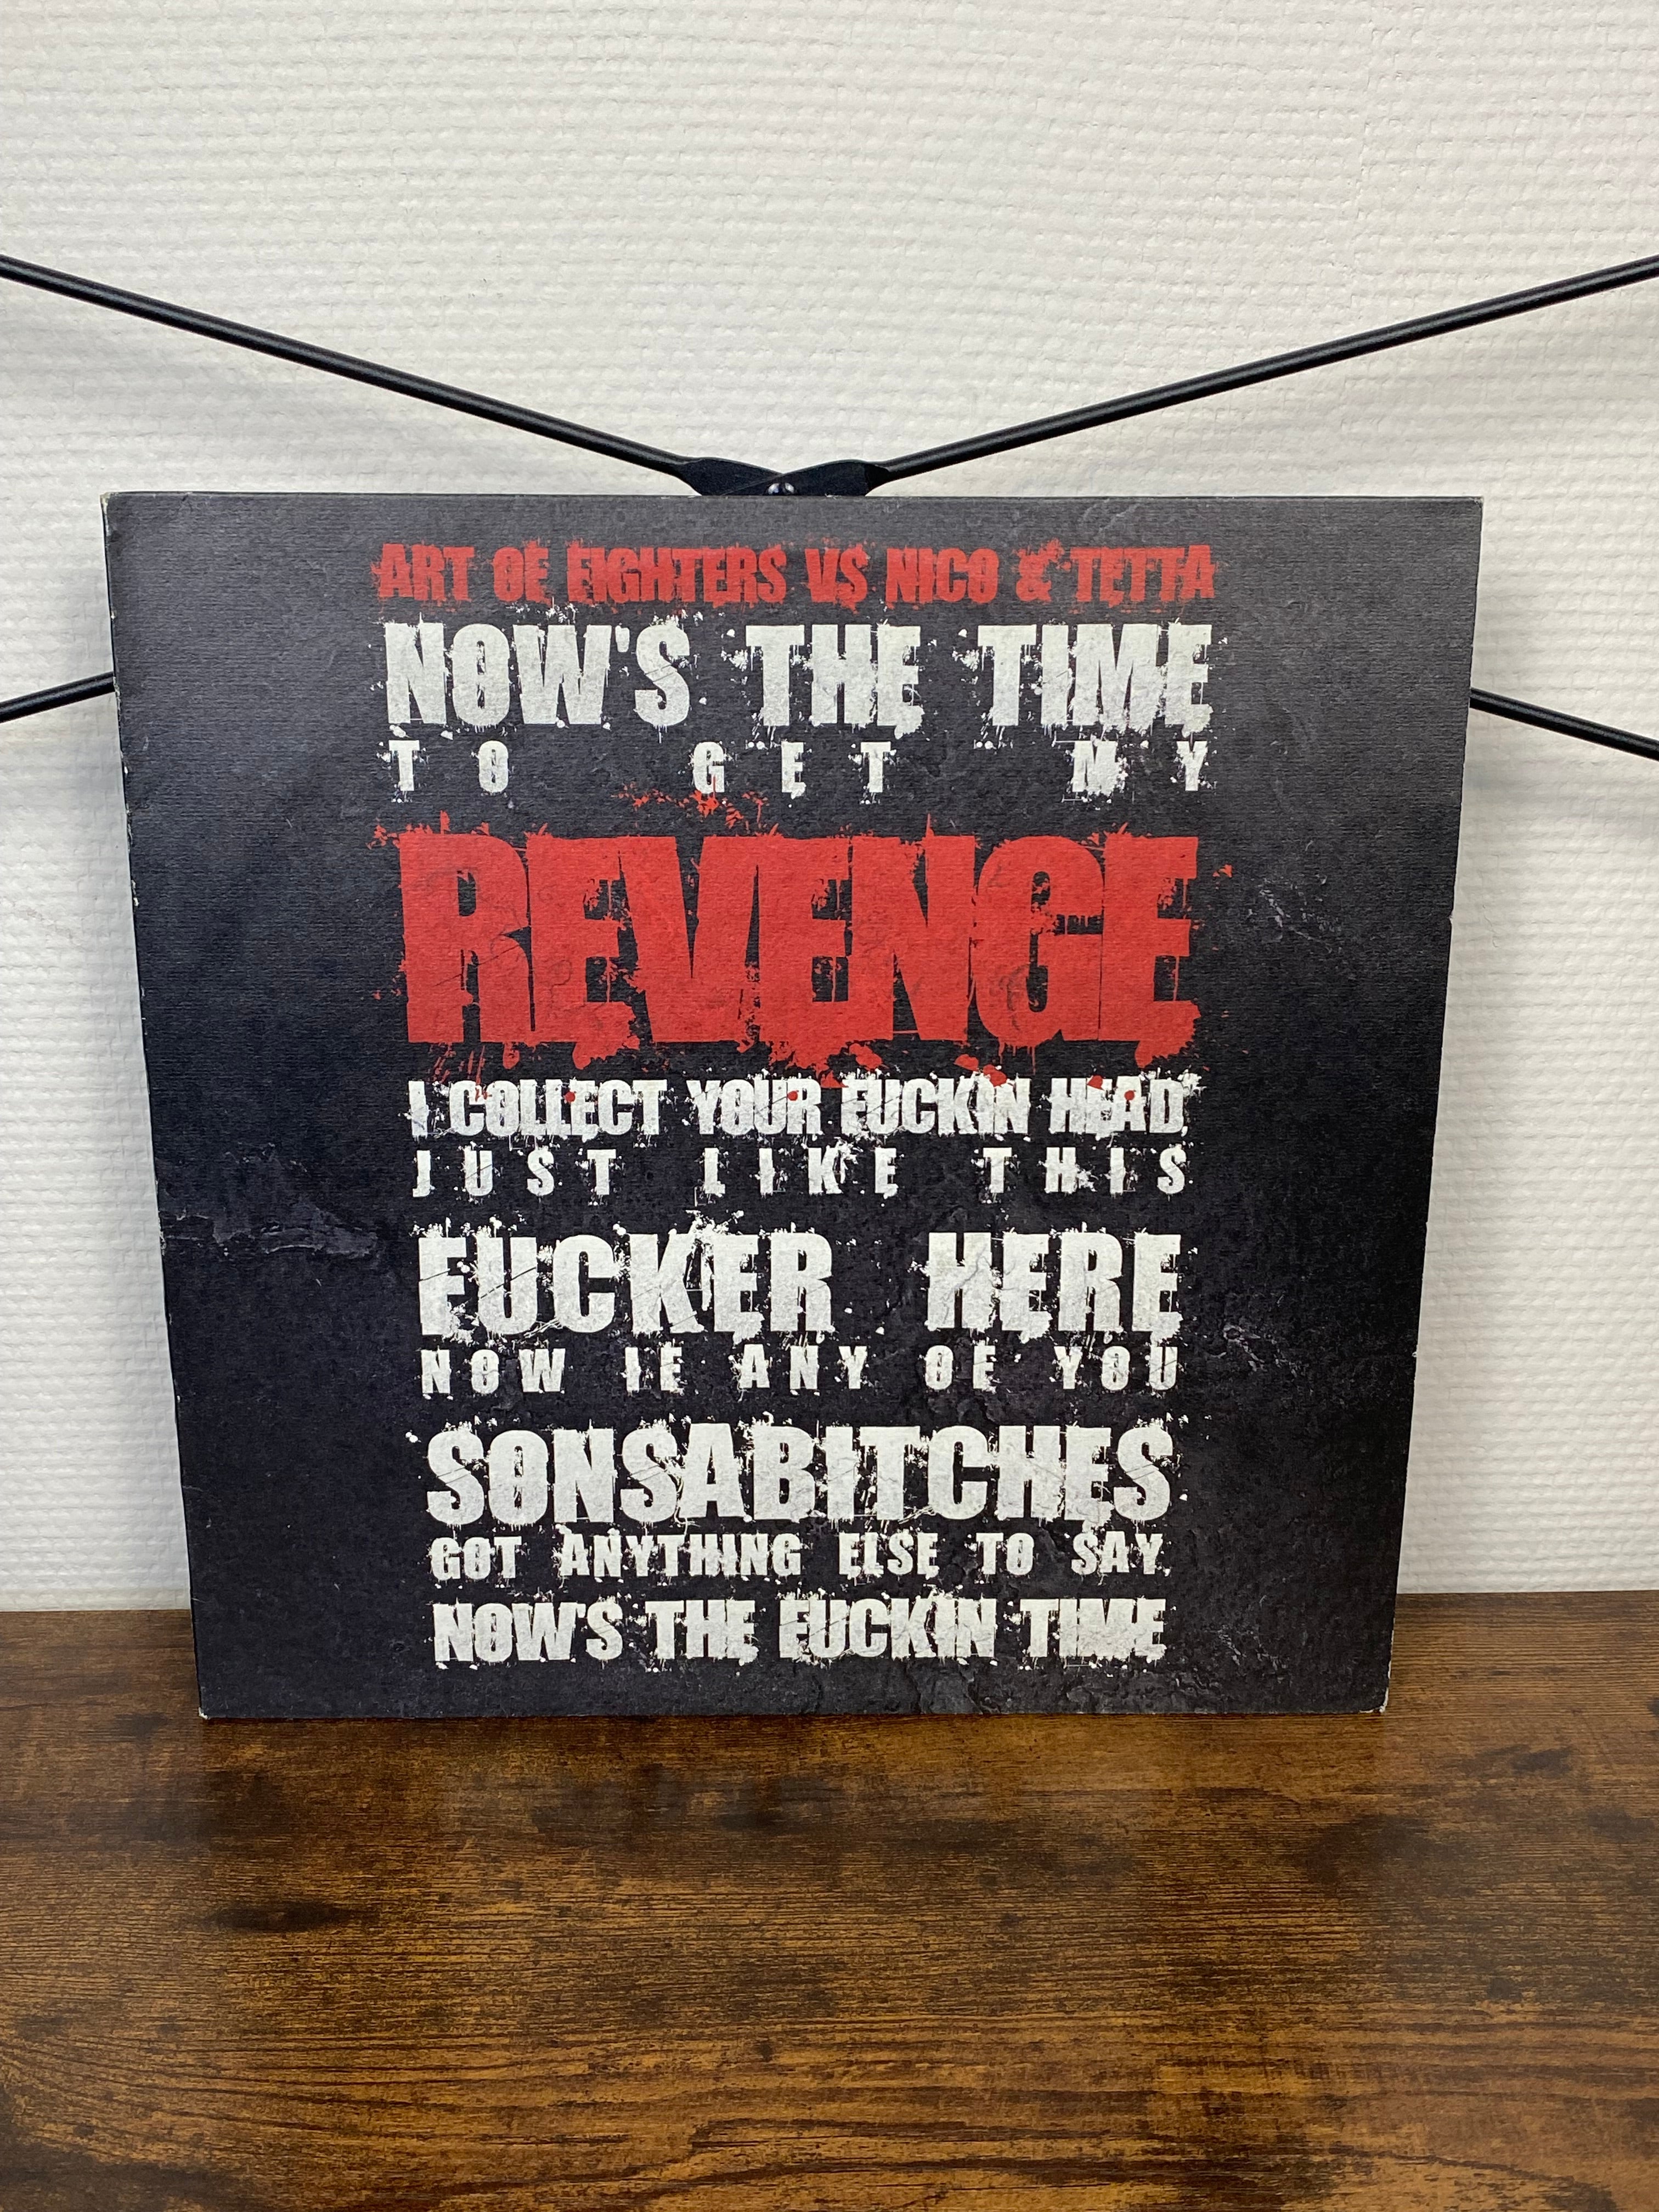 ART OF FIGHTERS VS NICO & TETTA
NOW'S THE TIME
TO GET MY
REVENGE
I COLLECT YOUR FUCKIN HEAD,
JUST LIKE THIS
FUCKER HERE
NOW IF ANY OF YOU
SONSABITCHES
GOT ANYTHING ELSE TO SAY,
NOW'S THE FUCKIN TIME